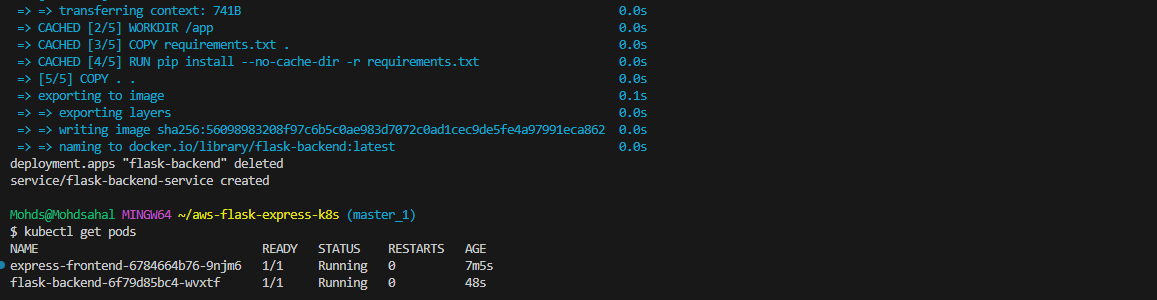 => => transferring context: 741B 0.0s
=> CACHED [2/5] WORKDIR /app 0.0s
=> CACHED [3/5] COPY requirements.txt . 0.0s
=> CACHED [4/5] RUN pip install --no-cache-dir -r requirements.txt 0.0s
=> [5/5] COPY . . 0.0s
=> exporting to image 0.1s
=> => exporting layers 0.0s
=> => writing image sha256:56098983208f97c6b5c0ae983d7072c0ad1cec9de5fe4a97991eca862 0.0s
=> => naming to docker.io/library/flask-backend:latest 0.0s
deployment.apps "flask-backend" deleted
service/flask-backend-service created
Mohds@Mohdsahal MINGW64 ~/aws-flask-express-k8s (master_1)
$ kubectl get pods
NAME READY STATUS RESTARTS AGE
express-frontend-6784664b76-9njm6 1/1 Running 0 7m5s
flask-backend-6f79d85bc4-wvxtf 1/1 Running 0 48s